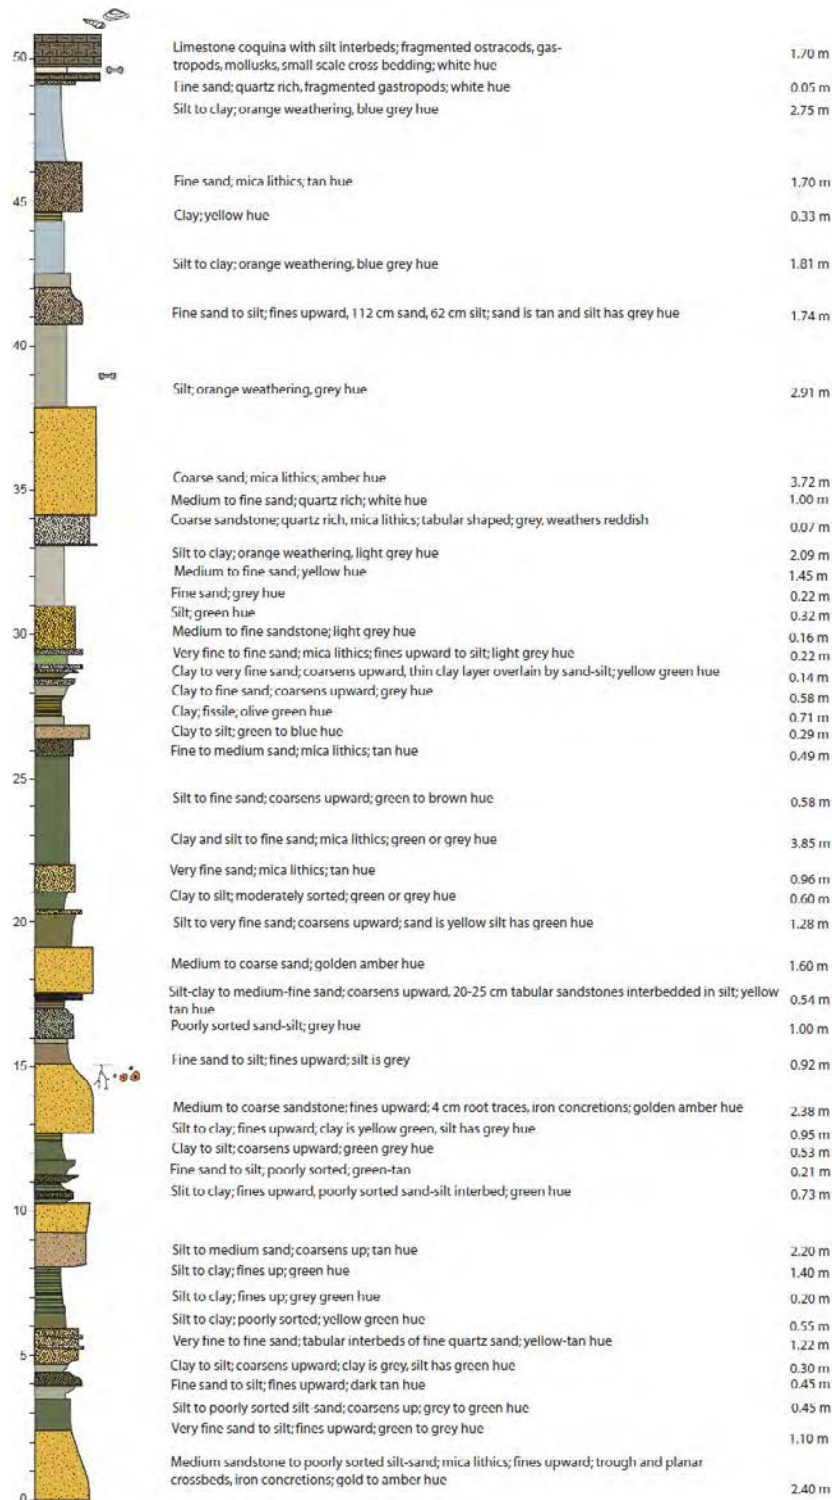 50
Limestone coquina with silt interbeds; fragmented ostracods, gas-
tropods, mollusks, small scale cross bedding; white hue 1.70 m
Fine sand; quartz rich, fragmented gastropods; white hue 0.05 m
Silt to clay; orange weathering, blue grey hue 2.75 m
Fine sand; mica lithics; tan hue 1.70 m
45
Clay; yellow hue 0.33 m
Silt to clay; orange weathering, blue grey hue 1.81 m
Fine sand to silt; fines upward, 112 cm sand, 62 cm silt; sand is tan and silt has grey hue 1.74 m
40
Silt; orange weathering, grey hue 2.91 m
Coarse sand; mica lithics; amber hue 3.72 m
35
Medium to fine sand; quartz rich; white hue 1.00 m
Coarse sandstone; quartz rich, mica lithics; tabular shaped; grey, weathers reddish 0.07 m
Silt to clay; orange weathering, light grey hue 2.09 m
Medium to fine sand; yellow hue 1.45 m
Fine sand; grey hue 0.22 m
Silt; green hue 0.32 m
30
Medium to fine sandstone; light grey hue 0.16 m
Very fine to fine sand; mica lithics; fines upward to silt; light grey hue 0.22 m
Clay to very fine sand; coarsens upward, thin clay layer overlain by sand-silt; yellow green hue 0.14 m
Clay to fine sand; coarsens upward; grey hue 0.58 m
Clay; fissile; olive green hue 0.71 m
Clay to silt; green to blue hue 0.29 m
Fine to medium sand; mica lithics; tan hue 0.49 m
25
Silt to fine sand; coarsens upward; green to brown hue 0.58 m
Clay and silt to fine sand; mica lithics; green or grey hue 3.85 m
Very fine sand; mica lithics; tan hue 0.96 m
Clay to silt; moderately sorted; green or grey hue 0.60 m
20
Silt to very fine sand; coarsens upward; sand is yellow silt has green hue 1.28 m
Medium to coarse sand; golden amber hue 1.60 m
Silt-clay to medium-fine sand; coarsens upward, 20-25 cm tabular sandstones interbedded in silt; yellow 0.54 m
tan hue
Poorly sorted sand-silt; grey hue 1.00 m
Fine sand to silt; fines upward; silt is grey 0.92 m
15
Medium to coarse sandstone; fines upward; 4 cm root traces, iron concretions; golden amber hue 2.38 m
Silt to clay; fines upward; clay is yellow green, silt has grey hue 0.95 m
Clay to silt; coarsens upward; green grey hue 0.53 m
Fine sand to silt, poorly sorted; green-tan 0.21 m
Slit to clay; fines upward, poorly sorted sand-silt interbed; green hue 0.73 m
10
Silt to medium sand; coarsens up; tan hue 2.20 m
Silt to clay; fines up; green hue 1.40 m
Silt to clay; fines up; grey green hue 0.20 m
Silt to clay; poorly sorted; yellow green hue 0.55 m
Very fine to fine sand; tabular interbeds of fine quartz sand; yellow-tan hue 1.22 m
5
Clay to silt; coarsens upward; clay is grey, silt has green hue 0.30 m
Fine sand to silt; fines upward; dark tan hue 0.45 m
Silt to poorly sorted silt-sand; coarsens up; grey to green hue 0.45 m
Very fine sand to silt; fines upward; green to grey hue 1.10 m
Medium sandstone to poorly sorted silt-sand; mica lithics; fines upward; trough and planar
crossbeds, iron concretions; gold to amber hue 2.40 m
0